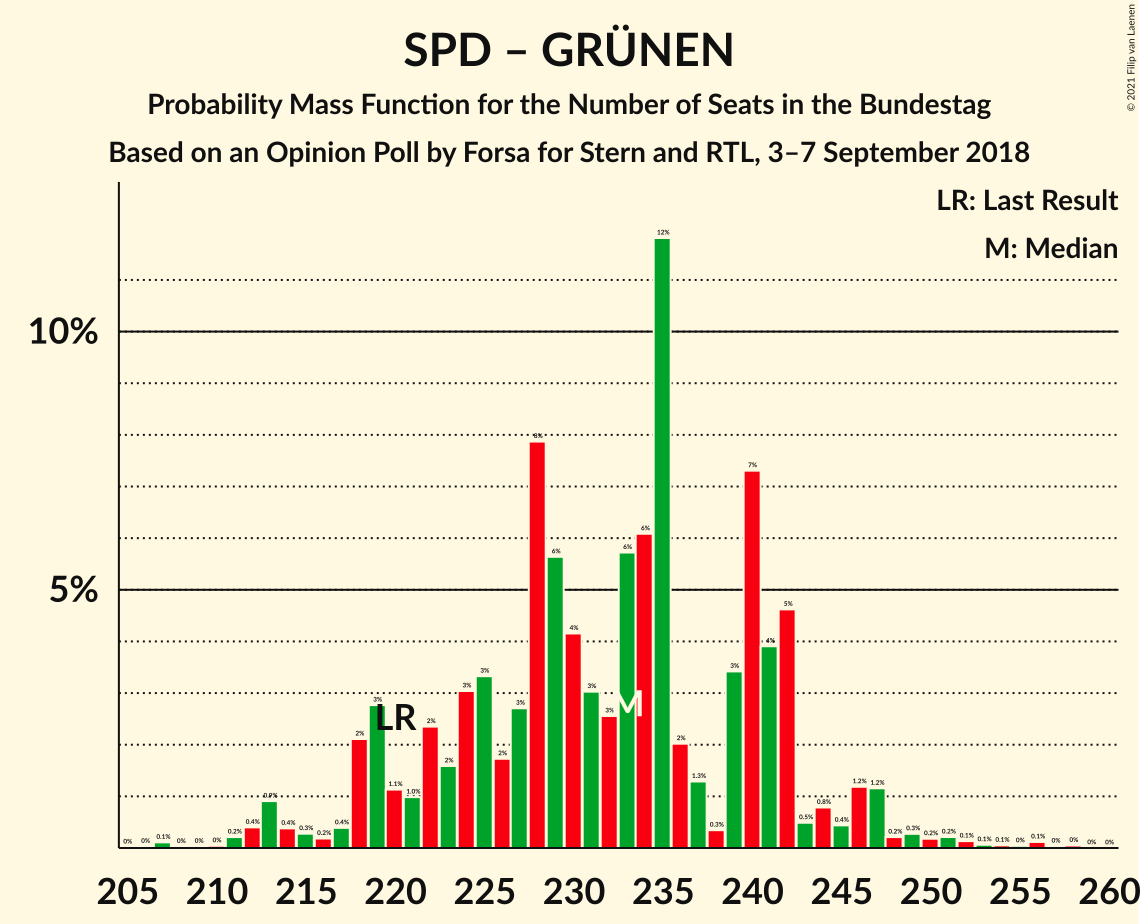 SPD – GRÜNEN
Probability Mass Function for the Number of Seats in the Bundestag
Based on an Opinion Poll by Forsa for Stern and RTL, 3–7 September 2018
© 2021 Filip van Laenen
LR: Last Result
M: Median
10%
5%
0% 0% 0.1% 0% 0% 0% 0.2% 0.4% 0.9% 0.4% 0.3% 0.2% 0.4% 2% 3% 1.1% 1.0% 2% 2% 3% 3% 2% 3% 8% 6% 4% 3% 3% 6% 6% 12% 2% 1.3% 0.3% 3% 7% 4% 5% 0.5% 0.8% 0.4% 1.2% 1.2% 0.2% 0.3% 0.2% 0.2% 0.1% 0.1% 0.1% 0% 0.1% 0% 0% 0% 0%
LR
M
205 210 215 220 225 230 235 240 245 250 255 260